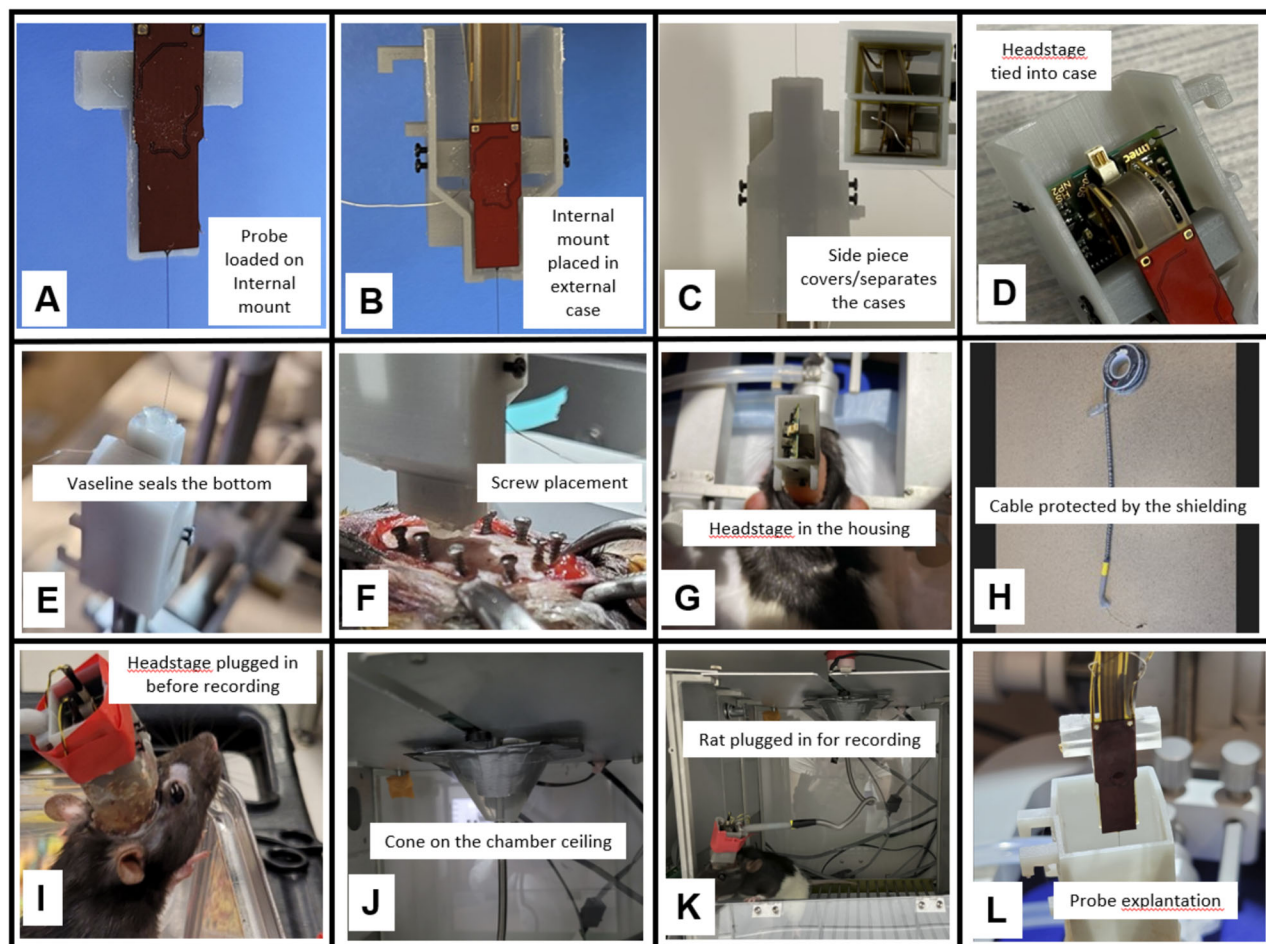 Probe
loaded on
Internal
mount
A
Internal
mount
placed in
external
case
B
Side piece
covers/separates
the cases
C
Headstage
tied into case
imec
NP2
D
Vaseline seals the bottom
E
Screw placement
F
Headstage in the housing
G
Cable protected by the shielding
H
Headstage plugged in
before recording
I
Cone on the chamber ceiling
J
Rat plugged in for recording
K
Probe explantation
L